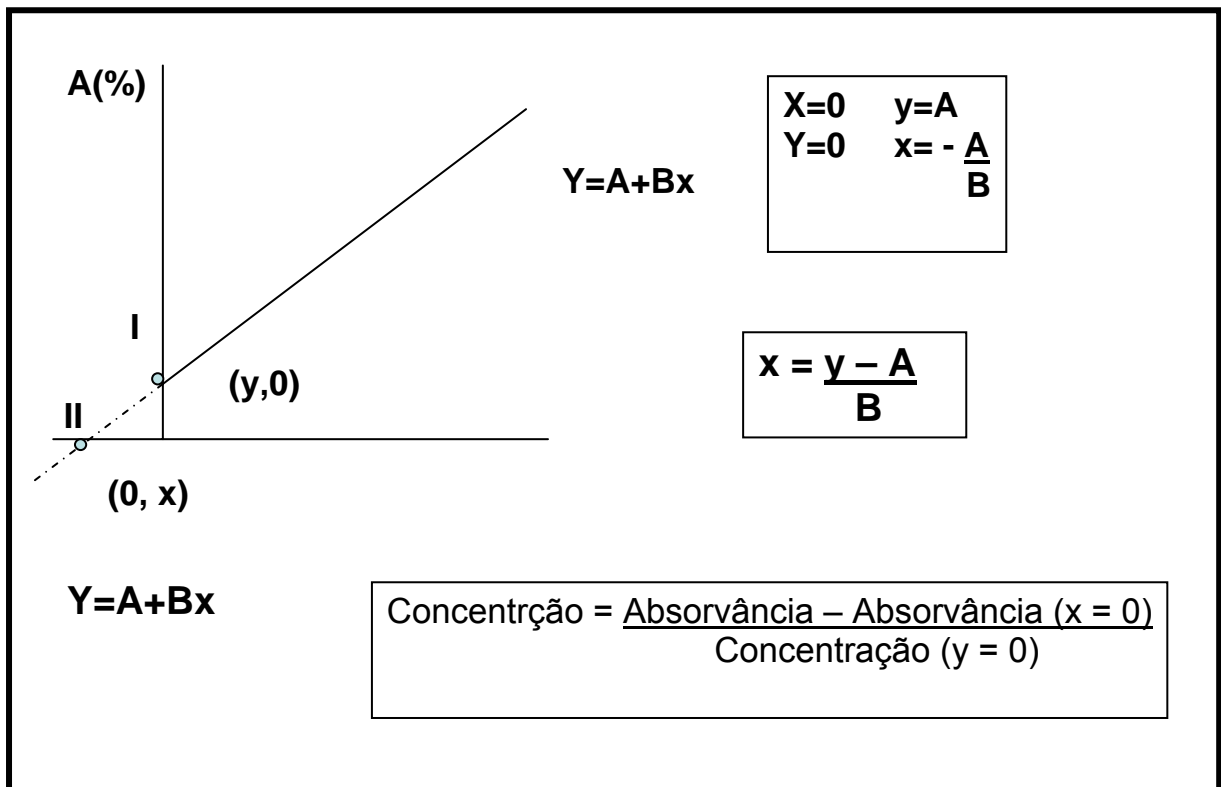 A(%)
X=0 y=A
Y=0 x= - A
B
Y=A+Bx
I
x = y – A
B
(y,0)
II
(0, x)
Y=A+Bx
Concentrção = Absorvância – Absorvância (x = 0)
Concentração (y = 0)